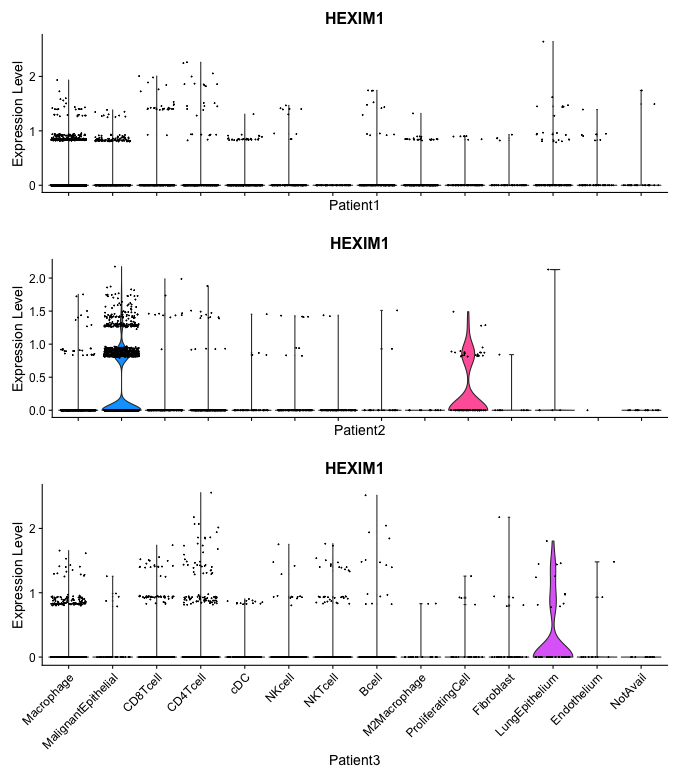 HEXIM1
Expression Level
2
1
0
Patient1
HEXIM1
Expression Level
2.0
1.5
1.0
0.5
0.0
Patient2
HEXIM1
Expression Level
2
1
0
Macrophage
MalignantEpithelial
CD8Tcell
CD4Tcell
cDC
NKcell
NKTcell
Bcell
M2Macrophage
ProliferatingCell
Fibroblast
LungEpithelium
Endothelium
NotAvail
Patient3